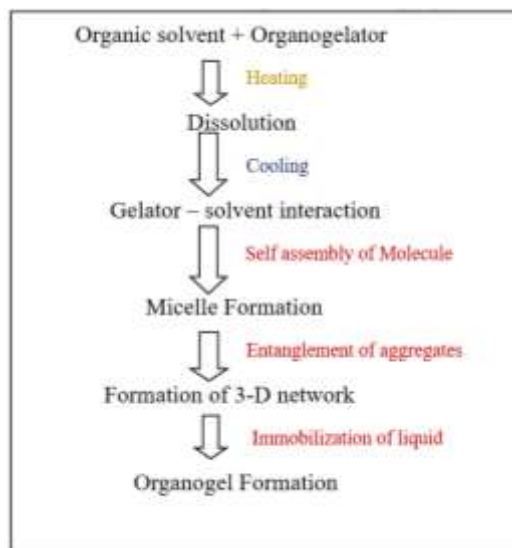 Organic solvent + Organogelator
Heating
Dissolution
Cooling
Gelator – solvent interaction
Self assembly of Molecule
Micelle Formation
Entanglement of aggregates
Formation of 3-D network
Immobilization of liquid
Organogel Formation